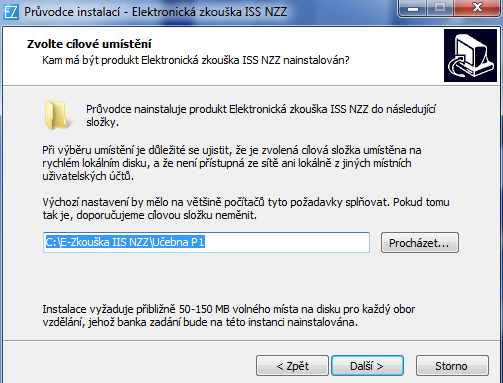 EZ Průvodce instalací - Elektronická zkouška ISS NZZ
Zvolte cílové umístění
Kam má být produkt Elektronická zkouška ISS NZZ nainstalován?
Průvodce nainstaluje produkt Elektronická zkouška ISS NZZ do následující
složky.
Při výběru umístění je důležité se ujistit, že je zvolená cílová složka umístěna na
rychlém lokálním disku, a že není přístupná ze sítě ani lokálně z jiných místních
uživatelských účtů.
Výchozí nastavení by mělo na většině počítačů tyto požadavky splňovat. Pokud tomu
tak je, doporučujeme cílovou složku neměnit.
C:\E-Zkouška IIS NZZ\Učebna P1
Procházet...
Instalace vyžaduje přibližně 50-150 MB volného místa na disku pro každý obor
vzdělání, jehož banka zadání bude na této instanci nainstalována.
< Zpět Další > Storno